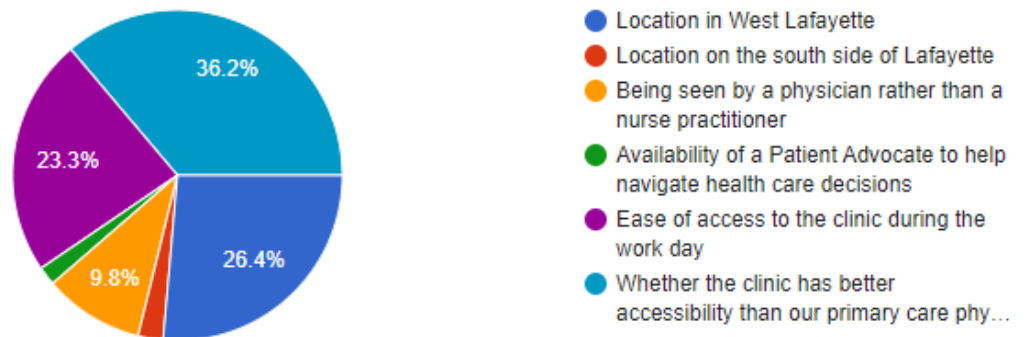 36.2%
23.3%
26.4%
9.8%
Location in West Lafayette
Location on the south side of Lafayette
Being seen by a physician rather than a
nurse practitioner
Availability of a Patient Advocate to help
navigate health care decisions
Ease of access to the clinic during the
work day
Whether the clinic has better
accessibility than our primary care phy…